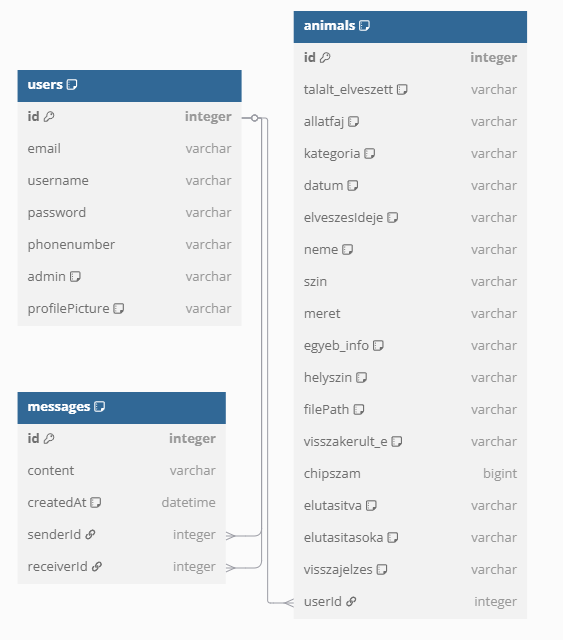 users
id integer
email varchar
username varchar
password varchar
phonenumber varchar
admin varchar
profilePicture varchar
messages
id integer
content varchar
createdAt datetime
senderId integer
receiverId integer
animals
id integer
talalt_elveszett varchar
allatfaj varchar
kategoria varchar
datum varchar
elveszesIdeje varchar
neme varchar
szin varchar
meret varchar
egyeb_info varchar
helyszin varchar
filePath varchar
visszakerult_e varchar
chipszam bigint
elutasitva varchar
elutasitasoka varchar
visszajelzes varchar
userId integer